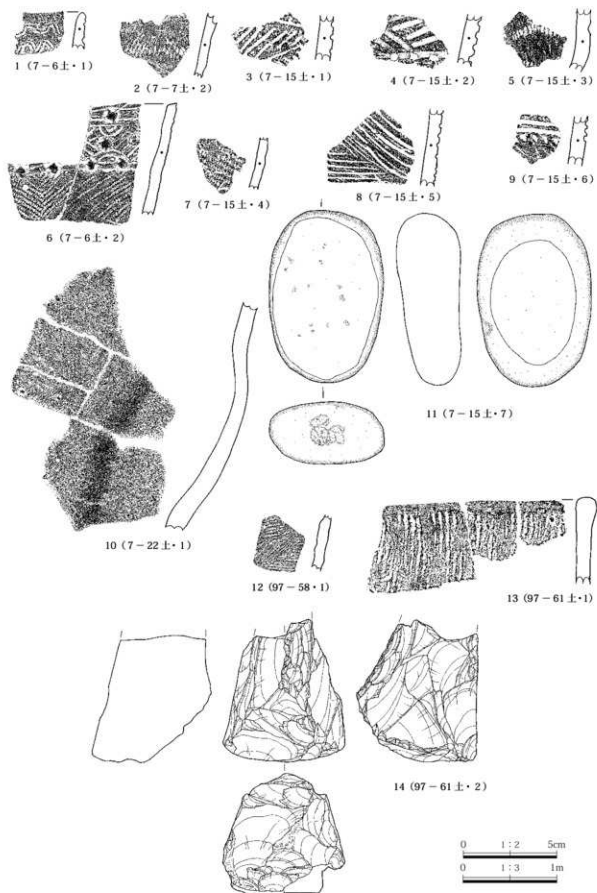 1 (7－6土・1)
2 (7－7土・2)
3 (7－15土・1)
4 (7－15土・2)
5 (7－15土・3)
6 (7－6土・2)
7 (7－15土・4)
8 (7－15土・5)
9 (7－15土・6)
10 (7－22土・1)
11 (7－15土・7)
12 (97－58・1)
13 (97－61土・1)
14 (97－61土・2)
0 1：2 5cm
0 1：3 1m